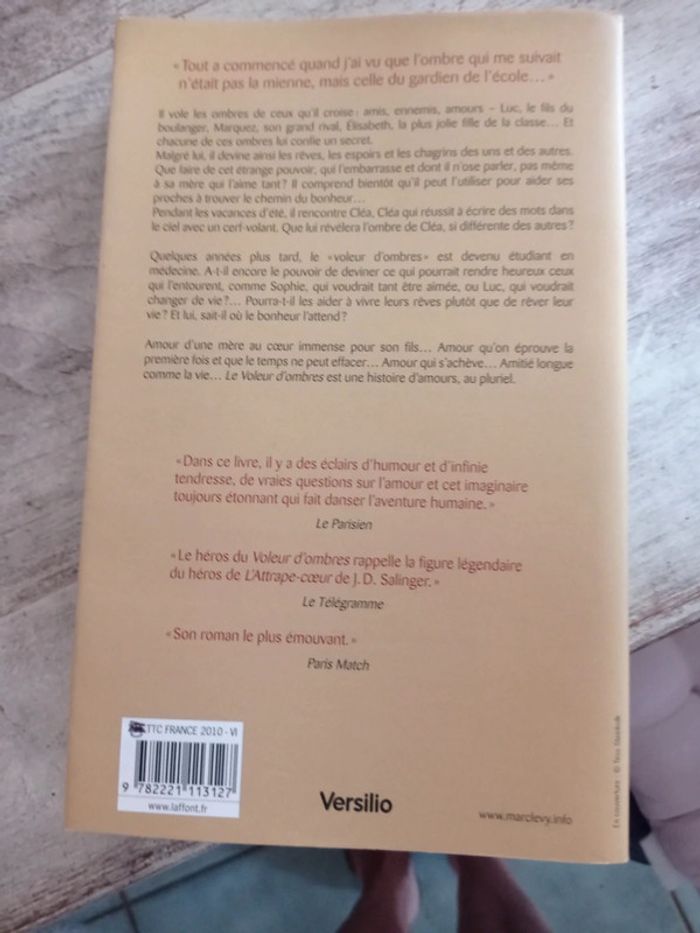 « Tout a commencé quand j'ai vu que l'ombre qui me suivait
n'était pas la mienne, mais celle du gardien de l'école... »
Il vole les ombres de ceux qu'il croise : amis, ennemis, amours – Luc, le fils du
boulanger, Marquez, son grand rival, Élisabeth, la plus jolie fille de la classe... Et
chacune de ces ombres lui confie un secret.
Malgré lui, il devine ainsi les rêves, les espoirs et les chagrins des uns et des autres.
Que faire de cet étrange pouvoir, qui l'embarrasse et dont il n'ose parler, pas même
à sa mère qui l'aime tant ? Il comprend bientôt qu'il peut l'utiliser pour aider ses
proches à trouver le chemin du bonheur...
Pendant les vacances d'été, il rencontre Cléa, Cléa qui réussit à écrire des mots dans
le ciel avec un cerf-volant. Que lui révélera l'ombre de Cléa, si différente des autres ?
Quelques années plus tard, le « voleur d'ombres » est devenu étudiant en
médecine. A-t-il encore le pouvoir de deviner ce qui pourrait rendre heureux ceux
qui l'entourent, comme Sophie, qui voudrait tant être aimée, ou Luc, qui voudrait
changer de vie ?... Pourra-t-il les aider à vivre leurs rêves plutôt que de rêver leur
vie ? Et lui, sait-il où le bonheur l'attend ?
Amour d'une mère au cœur immense pour son fils... Amour qu'on éprouve la
première fois et que le temps ne peut effacer... Amour qui s'achève... Amitié longue
comme la vie... Le Voleur d'ombres est une histoire d'amours, au pluriel.
« Dans ce livre, il y a des éclairs d'humour et d'infinie
tendresse, de vraies questions sur l'amour et cet imaginaire
toujours étonnant qui fait danser l'aventure humaine. »
Le Parisien
« Le héros du Voleur d'ombres rappelle la figure légendaire
du héros de L'Attrape-cœur de J. D. Salinger. »
Le Télégramme
« Son roman le plus émouvant. »
Paris Match
TTC FRANCE 2010 - VI
9 782221 113127
www.laffont.fr
Versilio
www.marclevy.info
En couverture : ©